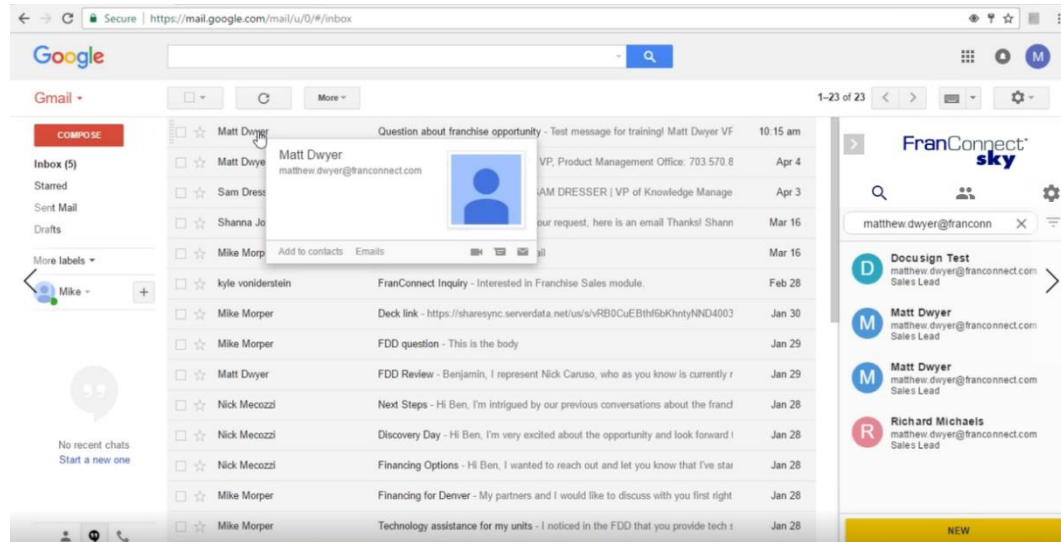 Secure | https://mail.google.com/mail/u/0/#/inbox
Google
M
Gmail
More
1–23 of 23
COMPOSE
Inbox (5)
Starred
Sent Mail
Drafts
More labels
Mike
No recent chats
Start a new one
Matt Dwyer Question about franchise opportunity - Test message for training! Matt Dwyer VF 10:15 am
Matt Dwye VP, Product Management Office: 703.570.8 Apr 4
Sam Dress AM DRESSER | VP of Knowledge Manage Apr 3
Shanna Jo our request, here is an email Thanks! Shann Mar 16
Mike Morp ail Mar 16
kyle voniderstein FranConnect Inquiry - Interested in Franchise Sales module. Feb 28
Mike Morper Deck link - https://sharesync.serverdata.net/us/s/vRB0CuEBthf6bKhntyNND4003 Jan 30
Mike Morper FDD question - This is the body Jan 29
Matt Dwyer FDD Review - Benjamin, I represent Nick Caruso, who as you know is currently r Jan 29
Nick Mecozzi Next Steps - Hi Ben, I'm intrigued by our previous conversations about the franch Jan 28
Nick Mecozzi Discovery Day - Hi Ben, I'm very excited about the opportunity and look forward t Jan 28
Nick Mecozzi Financing Options - Hi Ben, I wanted to reach out and let you know that I've star Jan 28
Mike Morper Financing for Denver - My partners and I would like to discuss with you first right Jan 28
Mike Morper Technology assistance for my units - I noticed in the FDD that you provide tech s Jan 28
Matt Dwyer
matthew.dwyer@franconnect.com
Add to contacts Emails
FranConnect
sky
matthew.dwyer@franconn
D
Docusign Test
matthew.dwyer@franconnect.com
Sales Lead
M
Matt Dwyer
matthew.dwyer@franconnect.com
Sales Lead
M
Matt Dwyer
matthew.dwyer@franconnect.com
Sales Lead
R
Richard Michaels
matthew.dwyer@franconnect.com
Sales Lead
NEW